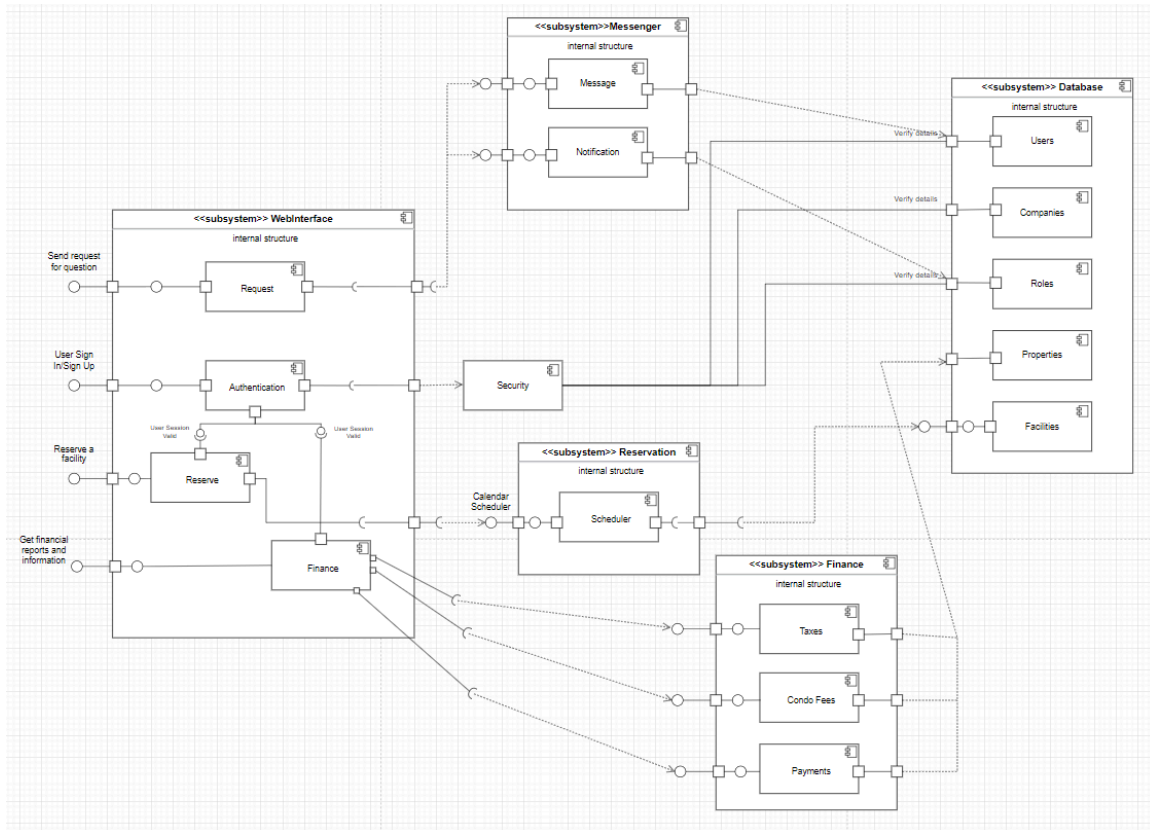 <<subsystem>>Messenger
internal structure
Message
Notification
<<subsystem>> Database
internal structure
Verify details
Users
Verify details
Companies
Verify details
Roles
Properties
Facilities
<<subsystem>> WebInterface
internal structure
Send request
for question
Request
User Sign
In/Sign Up
Authentication
User Session
Valid
User Session
Valid
Reserve a
facility
Reserve
Get financial
reports and
information
Finance
Security
<<subsystem>> Reservation
internal structure
Calendar
Scheduler
Scheduler
<<subsystem>> Finance
internal structure
Taxes
Condo Fees
Payments